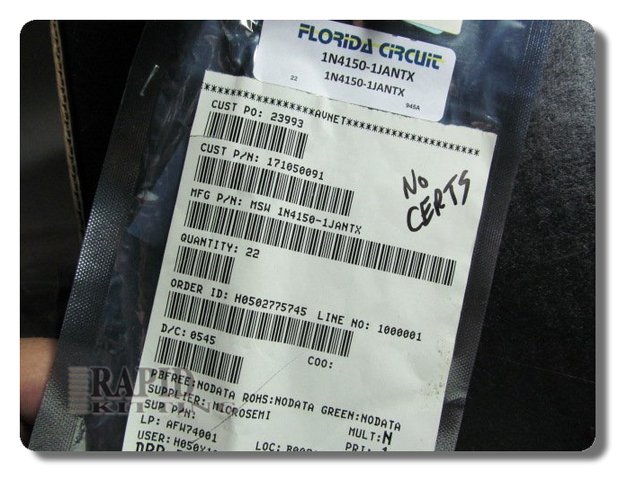 FLORIDA CIRCUIT
1N4150-1JANTX
1N4150-1JANTX
22 946A
AVNET
CUST PO: 23993
CUST P/N: 171050091
No
CERTS
MFG P/N: MSW 1N4150-1JANTX
QUANTITY: 22
ORDER ID: H0502775745 LINE NO: 1000001
D/C: 0545
COO:
PBFREE:NODATA ROHS:NODATA GREEN:NODATA
SUPPLIER: MICROSEMI
SUP P/N: MULT:N
LP: AFW74001
USER: LOC:
RAPID